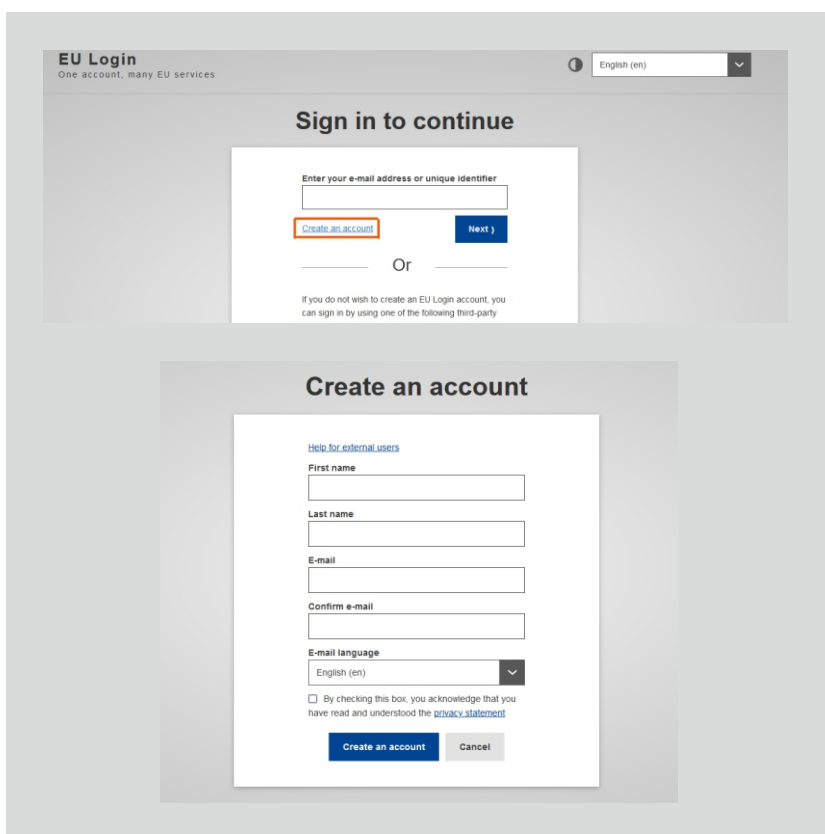 EU Login
One account, many EU services
English (en)
Sign in to continue
Enter your e-mail address or unique identifier
Create an account
Next ❯
Or
If you do not wish to create an EU Login account, you
can sign in by using one of the following third-party
Create an account
Help for external users
First name
Last name
E-mail
Confirm e-mail
E-mail language
English (en)
By checking this box, you acknowledge that you
have read and understood the privacy statement
Create an account
Cancel